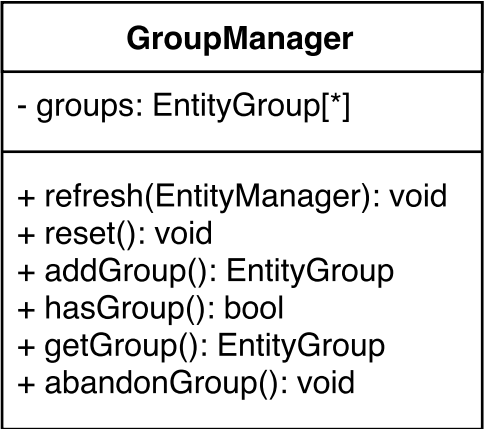 GroupManager
- groups: EntityGroup[*]
+ refresh(EntityManager): void
+ reset(): void
+ addGroup(): EntityGroup
+ hasGroup(): bool
+ getGroup(): EntityGroup
+ abandonGroup(): void